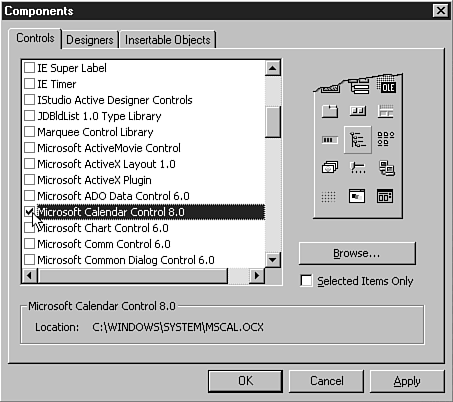 Components
Controls
Designers
Insertable Objects
IE Super Label
IE Timer
IStudio Active Designer Controls
JDBldList 1.0 Type Library
Marquee Control Library
Microsoft ActiveMovie Control
Microsoft ActiveX Layout 1.0
Microsoft ActiveX Plugin
Microsoft ADO Data Control 6.0
Microsoft Calendar Control 8.0
Microsoft Chart Control 6.0
Microsoft Comm Control 6.0
Microsoft Common Dialog Control 6.0
OLE
Browse...
Selected Items Only
Microsoft Calendar Control 8.0
Location: C:\WINDOWS\SYSTEM\MSCAL.OCX
OK
Cancel
Apply